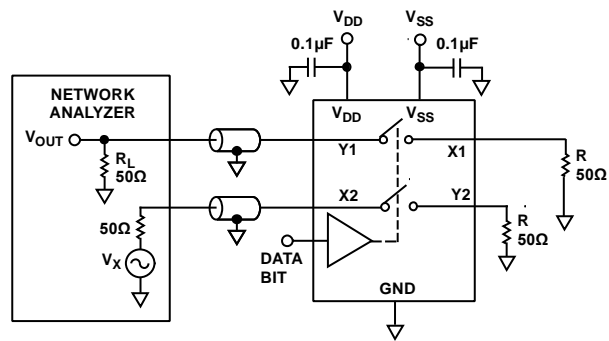 V_DD V_SS
0.1µF 0.1µF
NETWORK
ANALYZER
V_DD V_SS
V_OUT
Y1 X1
R_L
50Ω
R
50Ω
X2 Y2
50Ω
R
50Ω
V_X
DATA
BIT
GND